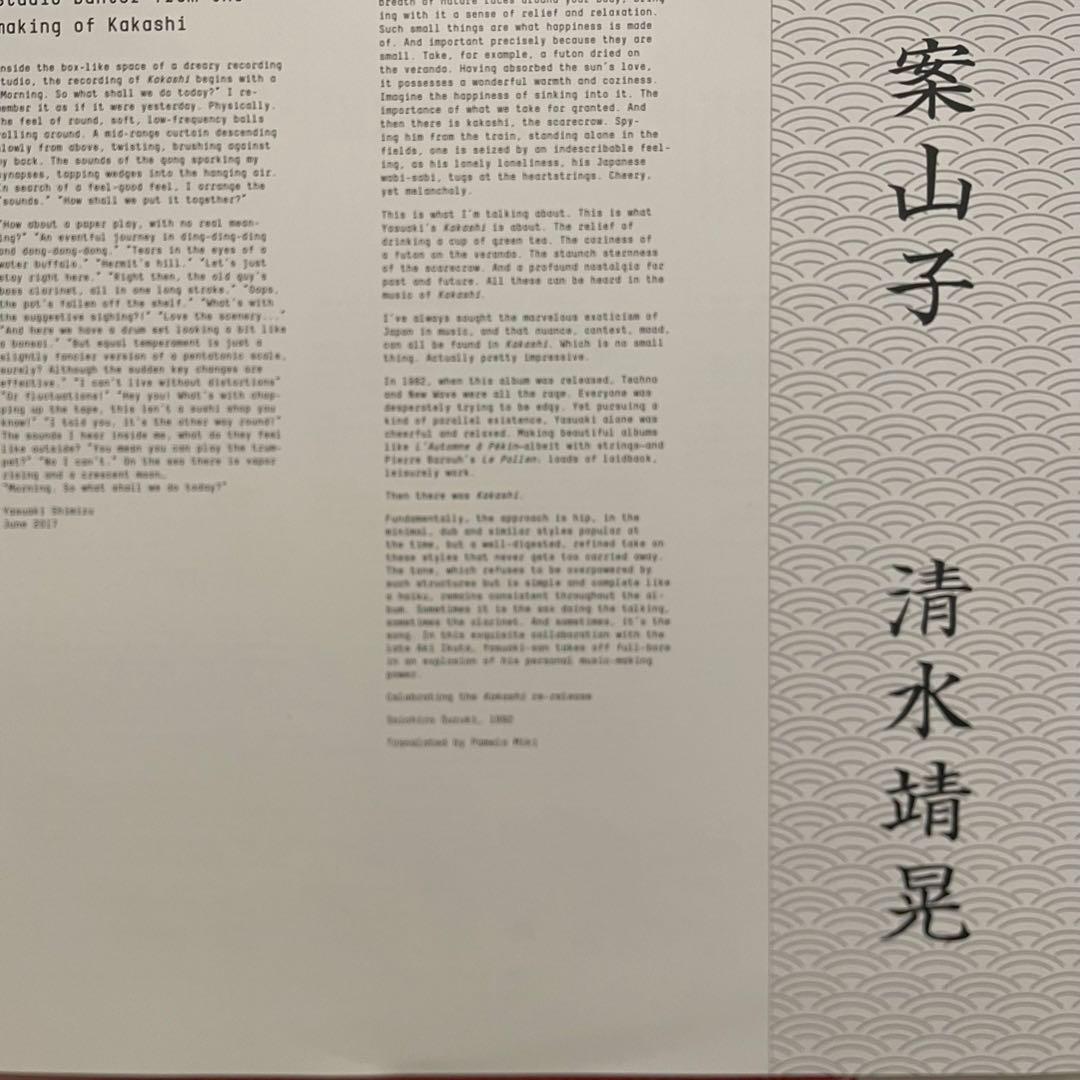 making of Kakashi
nside the box-like space of a dreary recording
tudio, the recording of Kakashi begins with a
Morning. So what shall we do today?" I re-
ember it as if it were yesterday. Physically.
he feel of round, soft, low-frequency balls
olling around. A mid-range curtain descending
lowly from above, twisting, brushing against
y back. The sounds of the gong sparking my
ynapses, tapping wedges into the hanging air.
n search of a feel-good feel, I arrange the
"sounds." "How shall we put it together?"
"How about a paper play, with no real mean-
ing?" "An eventful journey in ding-ding-ding
and dong-dong-dong." "Tears in the eyes of a
water buffalo." "Hermit's hill." "Let's just
stay right here." "Right then, the old guy's
bass clarinet, all in one long stroke." "Oops,
the pot's fallen off the shelf." "What's with
the suggestive sighing?!" "Love the scenery..."
"And here we have a drum set looking a bit like
a bonsai." "But equal temperament is just a
slightly fancier version of a pentatonic scale,
surely? Although the sudden key changes are
effective." "I can't live without distortions"
"Or fluctuations!" "Hey you! What's with chop-
ping up the tape, this isn't a sushi shop you
know!" "I told you, it's the other way round!"
The sounds I hear inside me, what do they feel
like outside? "You mean you can play the trum-
pet?" "No I can't." On the sea there is vapor
rising and a crescent moon.
"Morning. So what shall we do today?"
Yasuaki Shimizu
June 2017
ing with it a sense of relief and relaxation.
Such small things are what happiness is made
of. And important precisely because they are
small. Take, for example, a futon dried on
the veranda. Having absorbed the sun's love,
it possesses a wonderful warmth and coziness.
Imagine the happiness of sinking into it. The
importance of what we take for granted. And
then there is kakashi, the scarecrow. Spy-
ing him from the train, standing alone in the
fields, one is seized by an indescribable feel-
ing, as his lonely loneliness, his Japanese
wabi-sabi, tugs at the heartstrings. Cheery,
yet melancholy.
This is what I'm talking about. This is what
Yasuaki's Kakashi is about. The relief of
drinking a cup of green tea. The coziness of
a futon on the veranda. The staunch sternness
of the scarecrow. And a profound nostalgia for
past and future. All these can be heard in the
music of Kakashi.
I've always sought the marvelous exoticism of
Japan in music, and that nuance, context, mood,
can all be found in Kakashi. Which is no small
thing. Actually pretty impressive.
In 1982, when this album was released, Techno
and New Wave were all the rage. Everyone was
desperately trying to be edgy. Yet pursuing a
kind of parallel existence, Yasuaki alone was
cheerful and relaxed. Making beautiful albums
like L'Automne à Pékin—albeit with strings—and
Pierre Barouh's Le Pollen: loads of laidback,
leisurely work.
Then there was Kakashi.
Fundamentally, the approach is hip, in the
minimal, dub and similar styles popular at
the time, but a well-digested, refined take on
these styles that never gets too carried away.
The tone, which refuses to be overpowered by
such structures but is simple and complete like
a haiku, remains consistent throughout the al-
bum. Sometimes it is the sax doing the talking,
sometimes the clarinet. And sometimes, it's the
song. In this exquisite collaboration with the
late Aki Ikuta, Yasuaki-san takes off full-bore
in an explosion of his personal music-making
power.
Celebrating the Kakashi re-release
Translated by Pamela Miki
案山子
清水靖晃